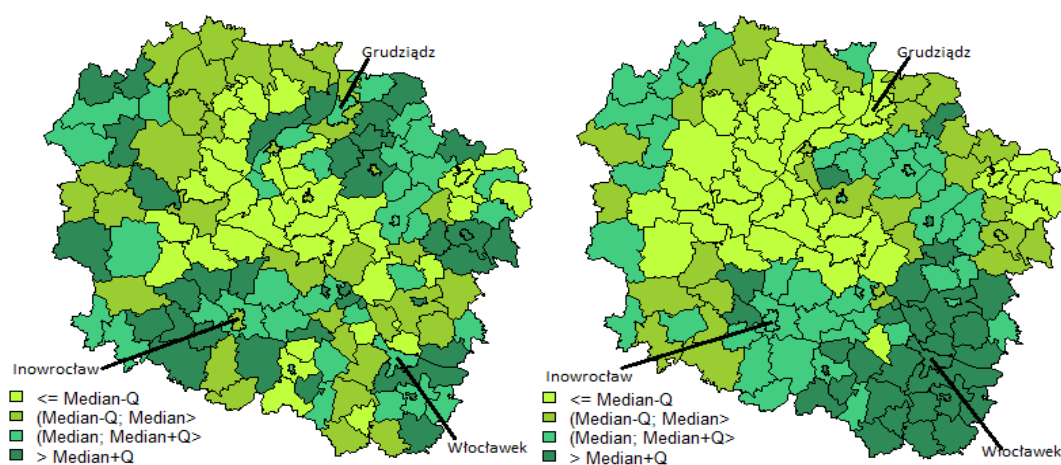 Grudziądz
Inowrocław
<= Median-Q
(Median-Q; Median>
(Median; Median+Q>
> Median+Q
Włocławek
Grudziądz
Inowrocław
<= Median-Q
(Median-Q; Median>
(Median; Median+Q>
> Median+Q
Włocławek